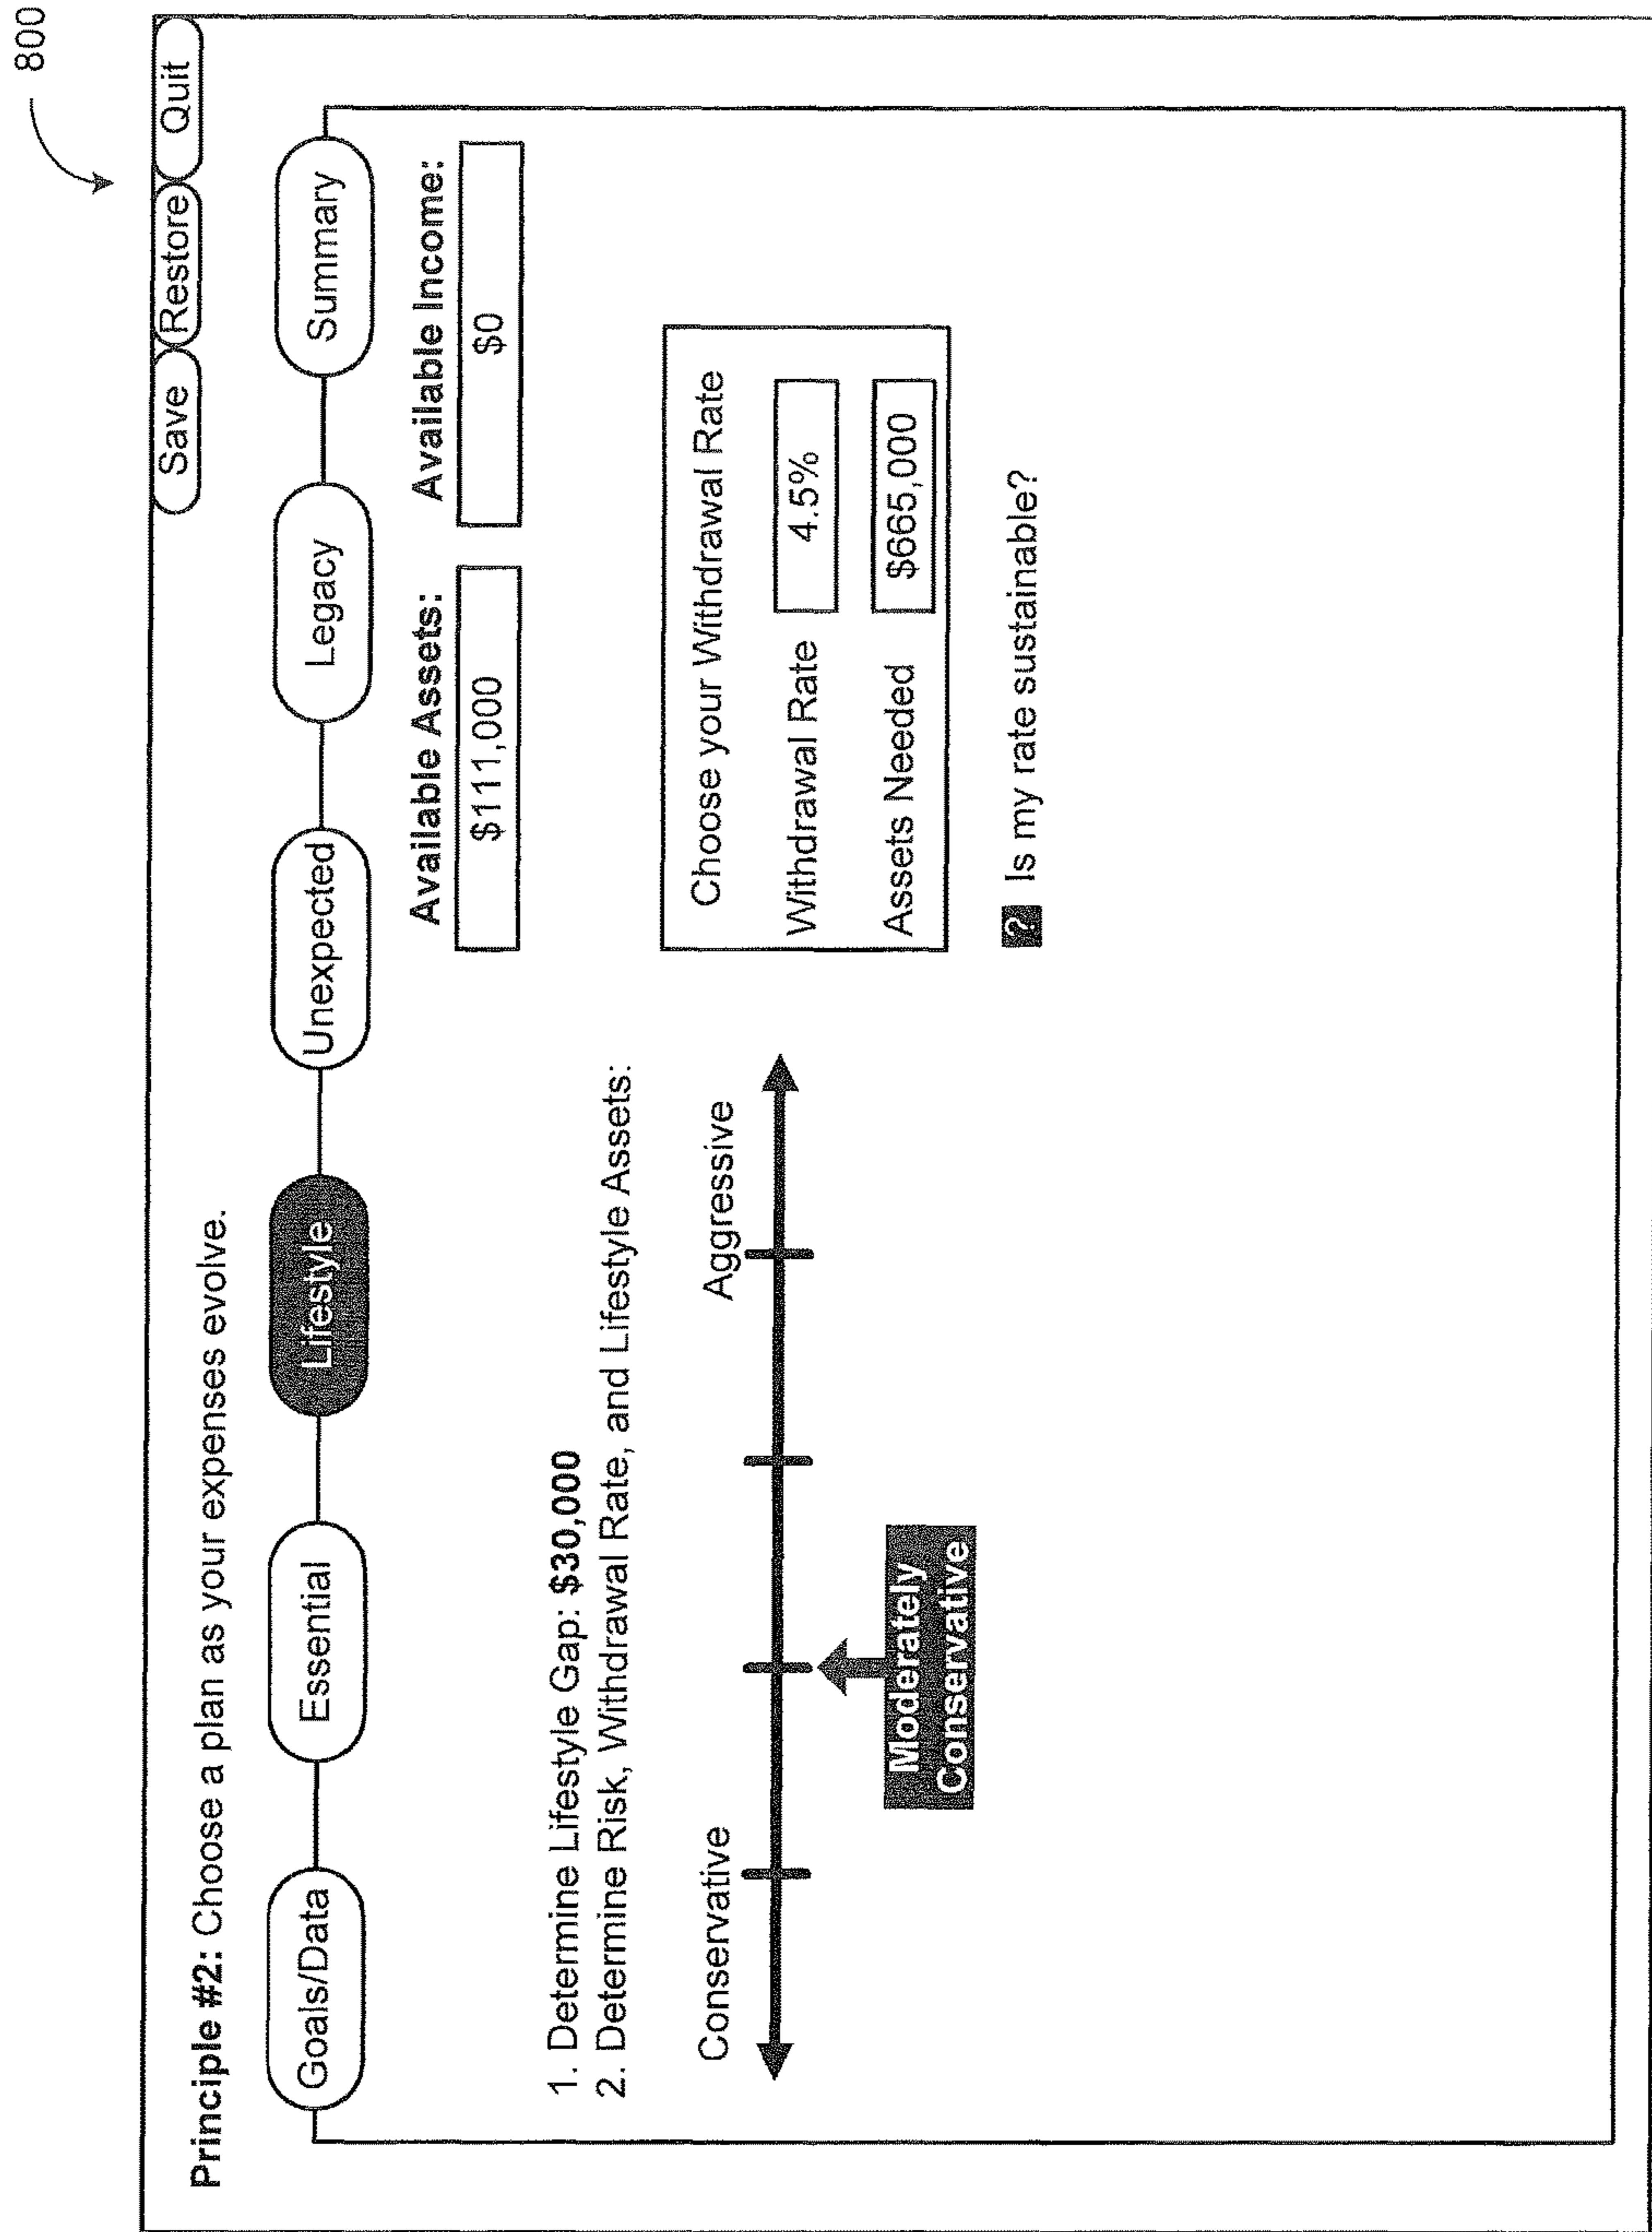 800
Save Restore Quit
Principle #2: Choose a plan as your expenses evolve.
Goals/Data Essential Lifestyle Unexpected Legacy Summary
Available Assets: Available Income:
$111,000 $0
1. Determine Lifestyle Gap: $30,000
2. Determine Risk, Withdrawal Rate, and Lifestyle Assets:
Conservative Aggressive
Moderately
Conservative
Choose your Withdrawal Rate
Withdrawal Rate 4.5%
Assets Needed $665,000
? Is my rate sustainable?